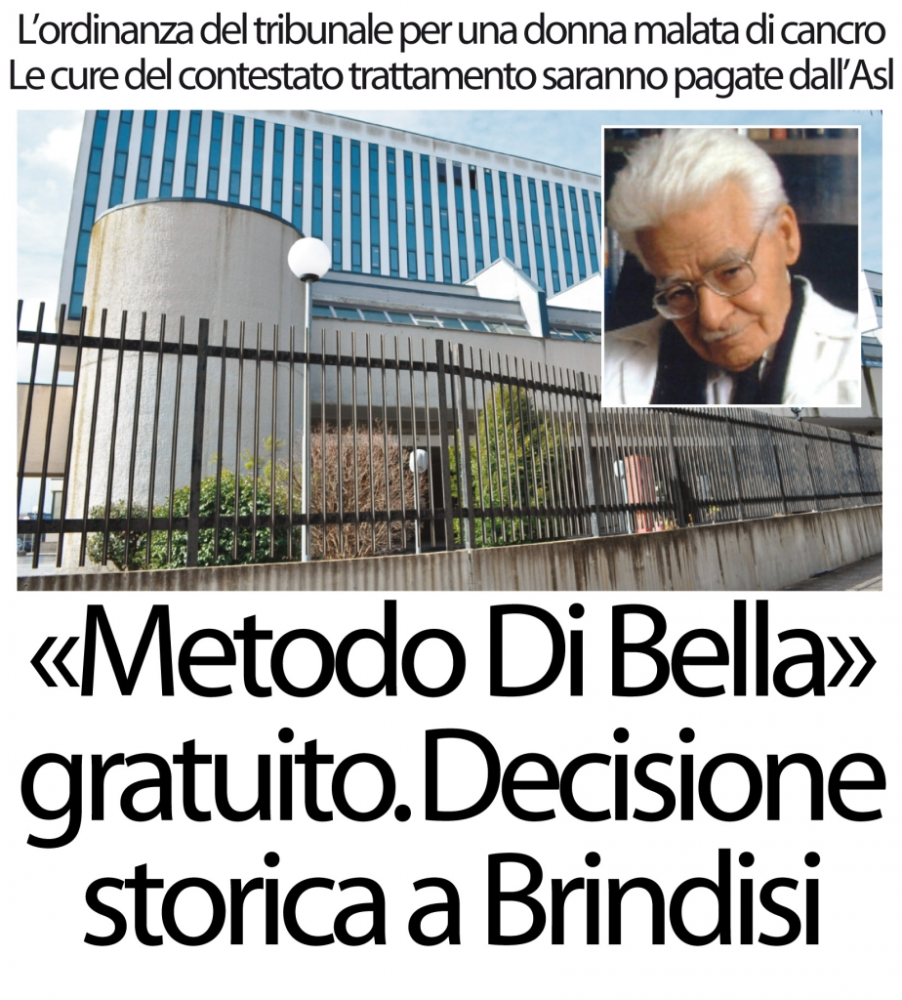 L'ordinanza del tribunale per una donna malata di cancro
Le cure del contestato trattamento saranno pagate dall'Asl
«Metodo Di Bella»
gratuito. Decisione
storica a Brindisi